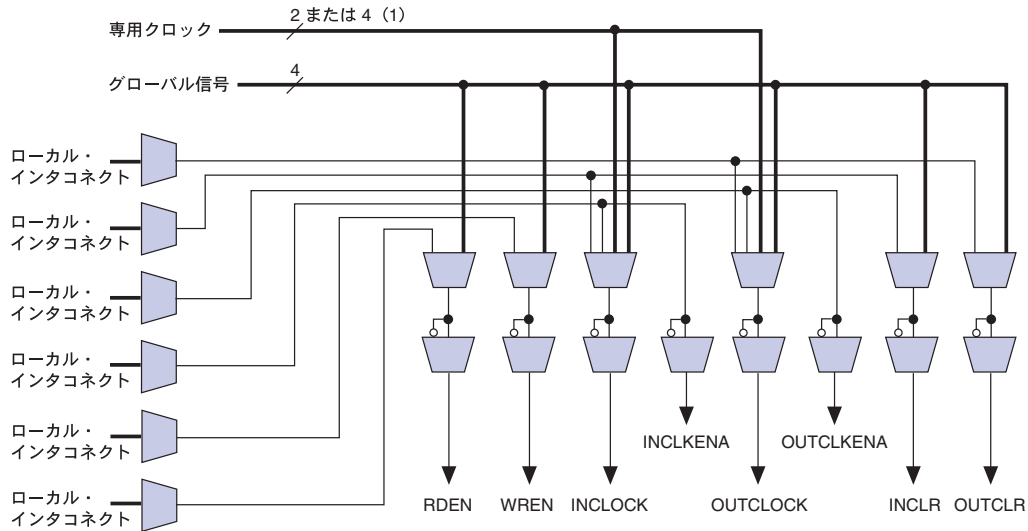 専用クロック
2 または 4 (1)
グローバル信号
4
ローカル・
インタコネクト
ローカル・
インタコネクト
ローカル・
インタコネクト
ローカル・
インタコネクト
ローカル・
インタコネクト
ローカル・
インタコネクト
INCLKENA
OUTCLKENA
RDEN
WREN
INCLOCK
OUTCLOCK
INCLR
OUTCLR